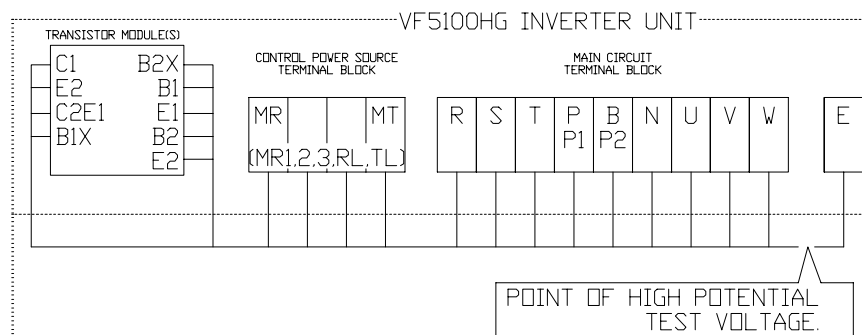 VF5100HG INVERTER UNIT
TRANSISTOR MODULE(S)
C1 B2X
E2 B1
C2E1 E1
B1X B2
E2
CONTROL POWER SOURCE
TERMINAL BLOCK
MR MT
(MR1,2,3,RL,TL)
MAIN CIRCUIT
TERMINAL BLOCK
R S T P B N U V W
P1 P2
E
POINT OF HIGH POTENTIAL
TEST VOLTAGE.